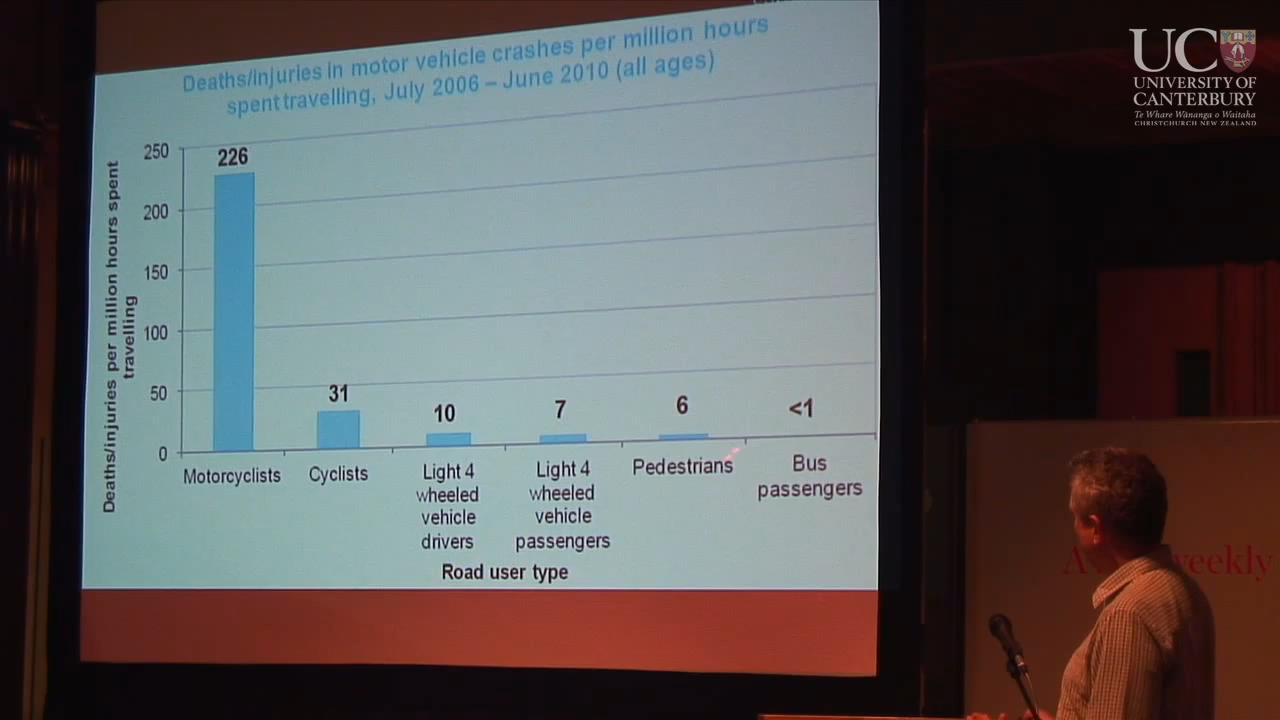 Deaths/injuries in motor vehicle crashes per million hours
spent travelling, July 2006 – June 2010 (all ages)
Deaths/injuries per million hours spent
travelling
250
200
150
100
50
0
226
31
10
7
6
<1
Motorcyclists
Cyclists
Light 4
wheeled
vehicle
drivers
Light 4
wheeled
vehicle
passengers
Pedestrians
Bus
passengers
Road user type
UC
UNIVERSITY OF
CANTERBURY
Te Whare Wānanga o Waitaha
CHRISTCHURCH NEW ZEALAND